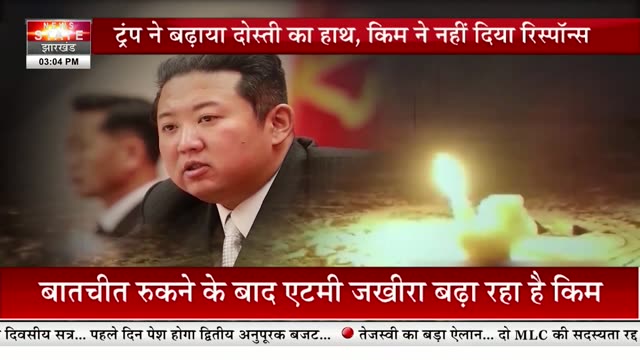 NEWS
STATE
झारखंड
03:04 PM
ट्रंप ने बढ़ाया दोस्ती का हाथ, किम ने नहीं दिया रिस्पॉन्स
बातचीत रुकने के बाद एटमी जखीरा बढ़ा रहा है किम
दिवसीय सत्र... पहले दिन पेश होगा द्वितीय अनुपूरक बजट... तेजस्वी का बड़ा ऐलान... दो MLC की सदस्यता रह